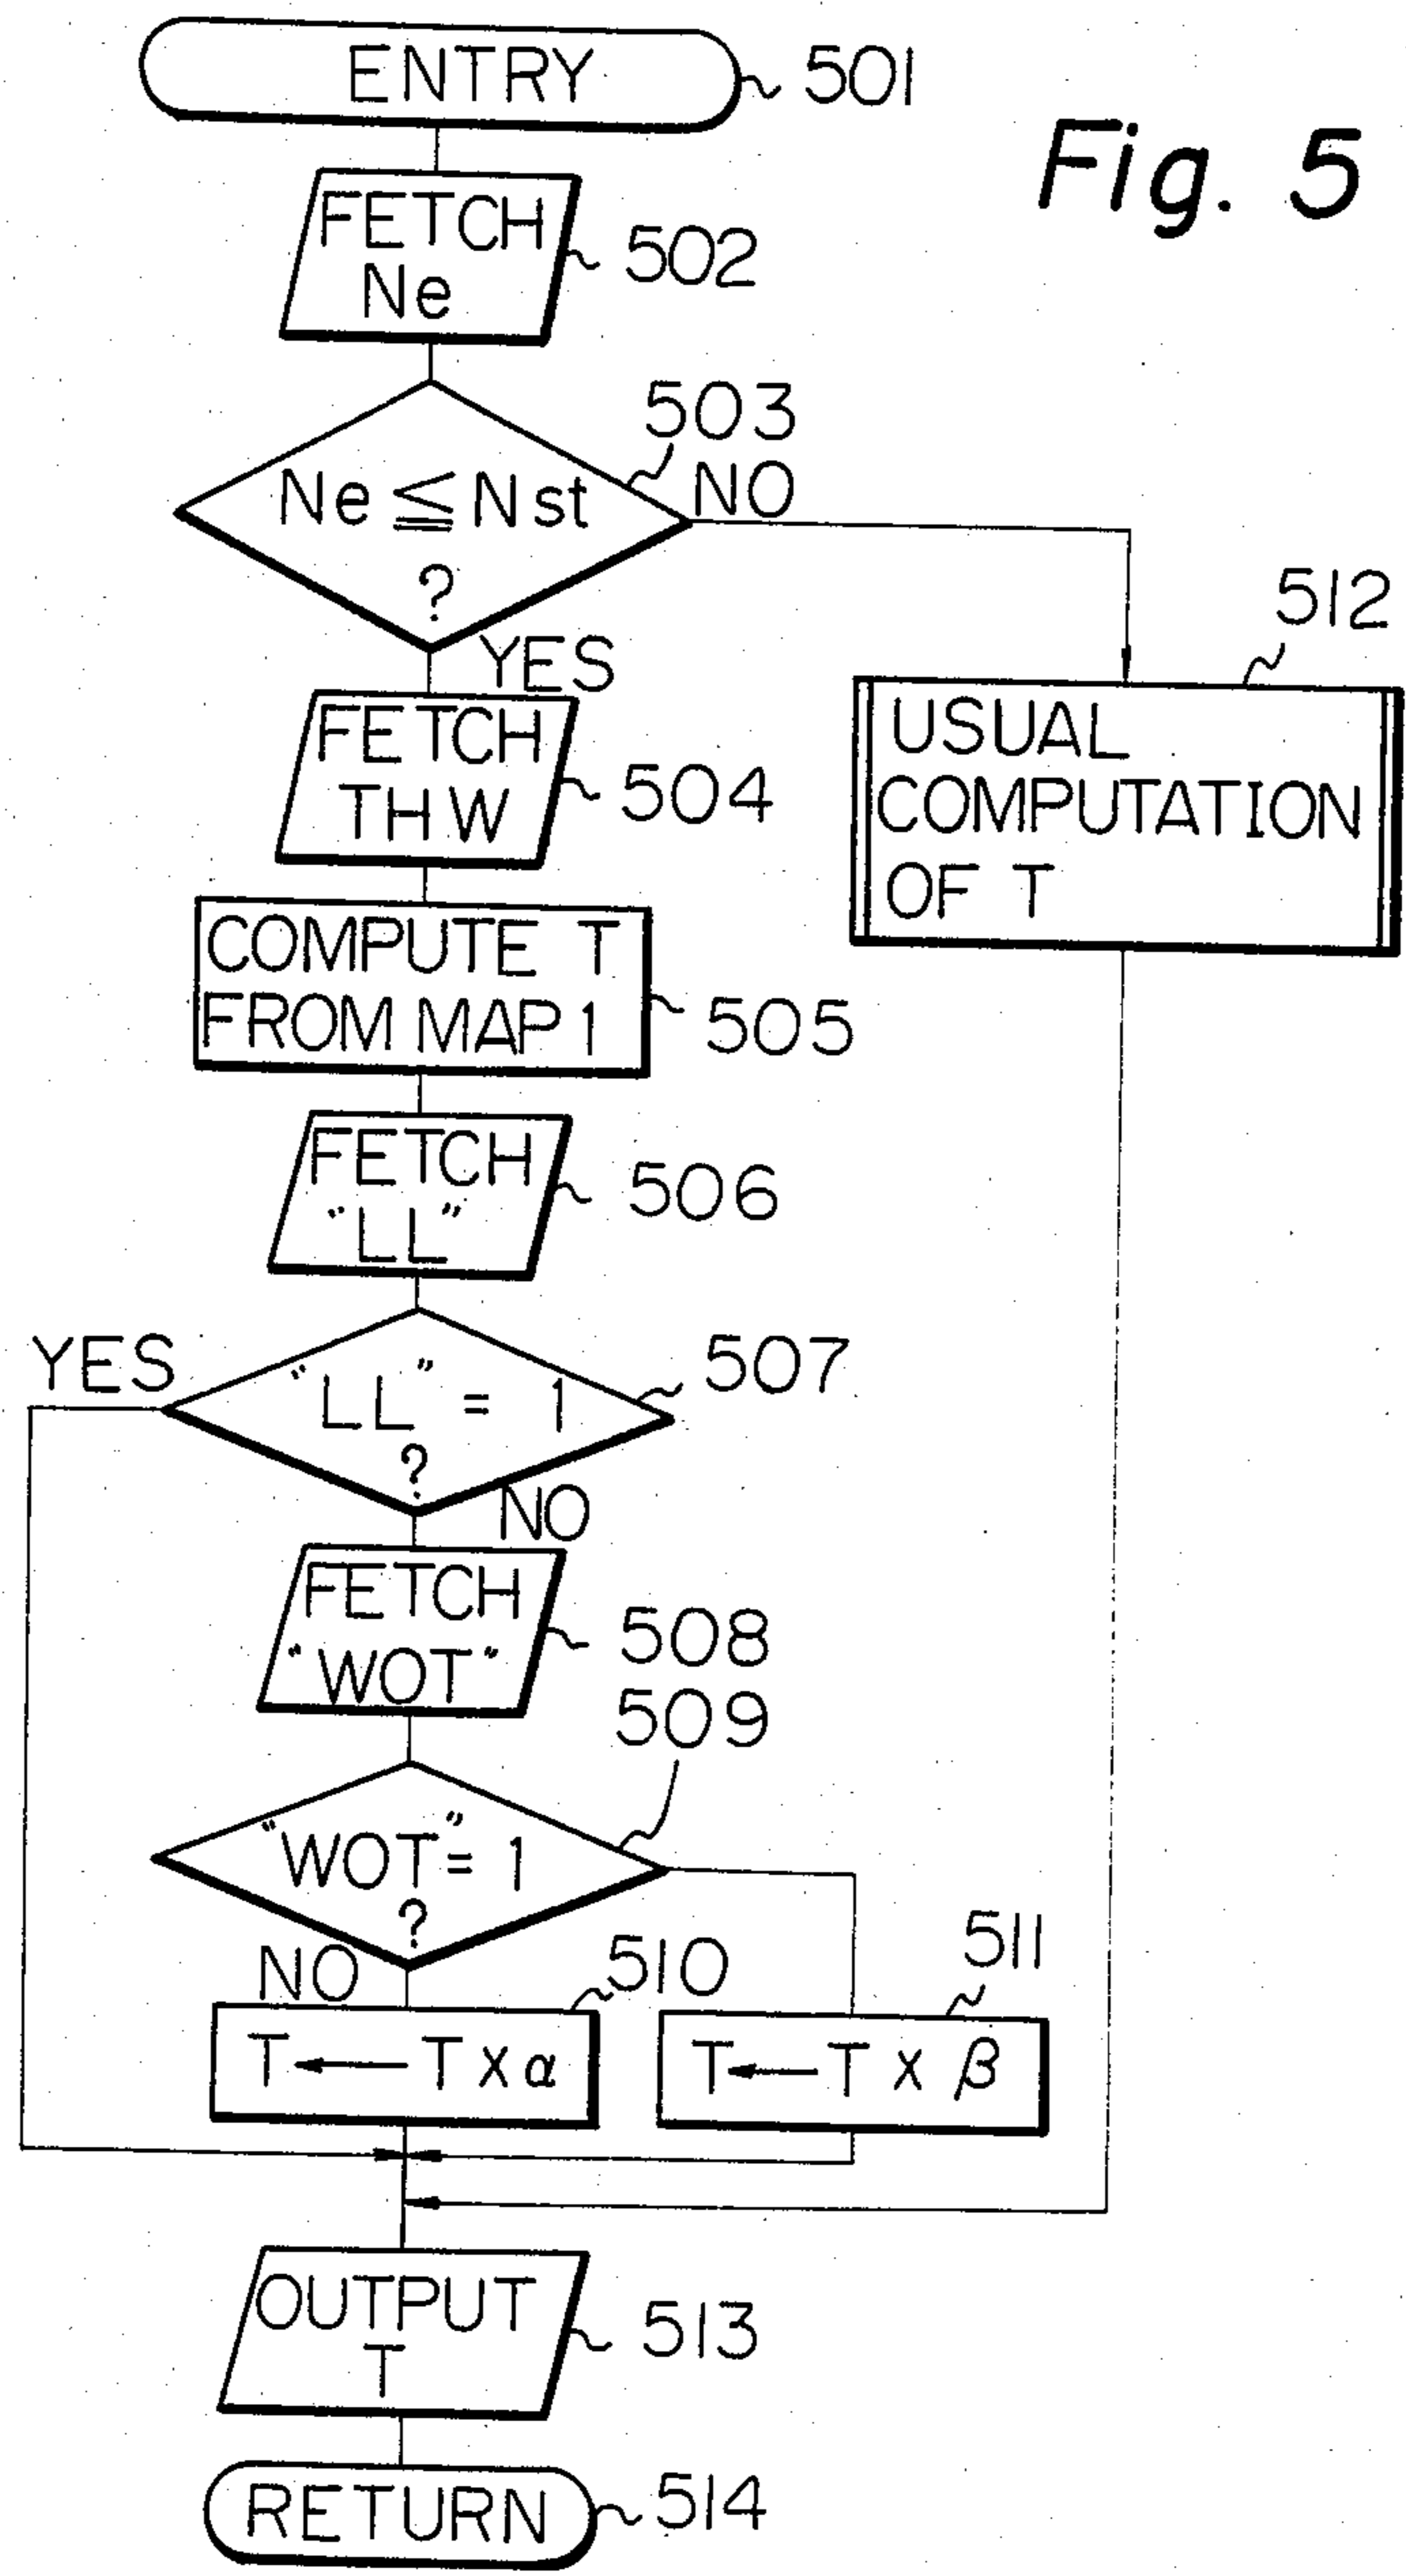 ENTRY
501
Fig. 5
FETCH
Ne
502
503
Ne ≦ Nst
?
NO
YES
512
FETCH
THW
504
USUAL
COMPUTATION
OF T
COMPUTE T
FROM MAP 1
505
FETCH
"LL"
506
YES
"LL" = 1
?
507
NO
FETCH
"WOT"
508
509
"WOT" = 1
?
NO
510
511
T ← T x α
T ← T x β
OUTPUT
T
513
RETURN
514